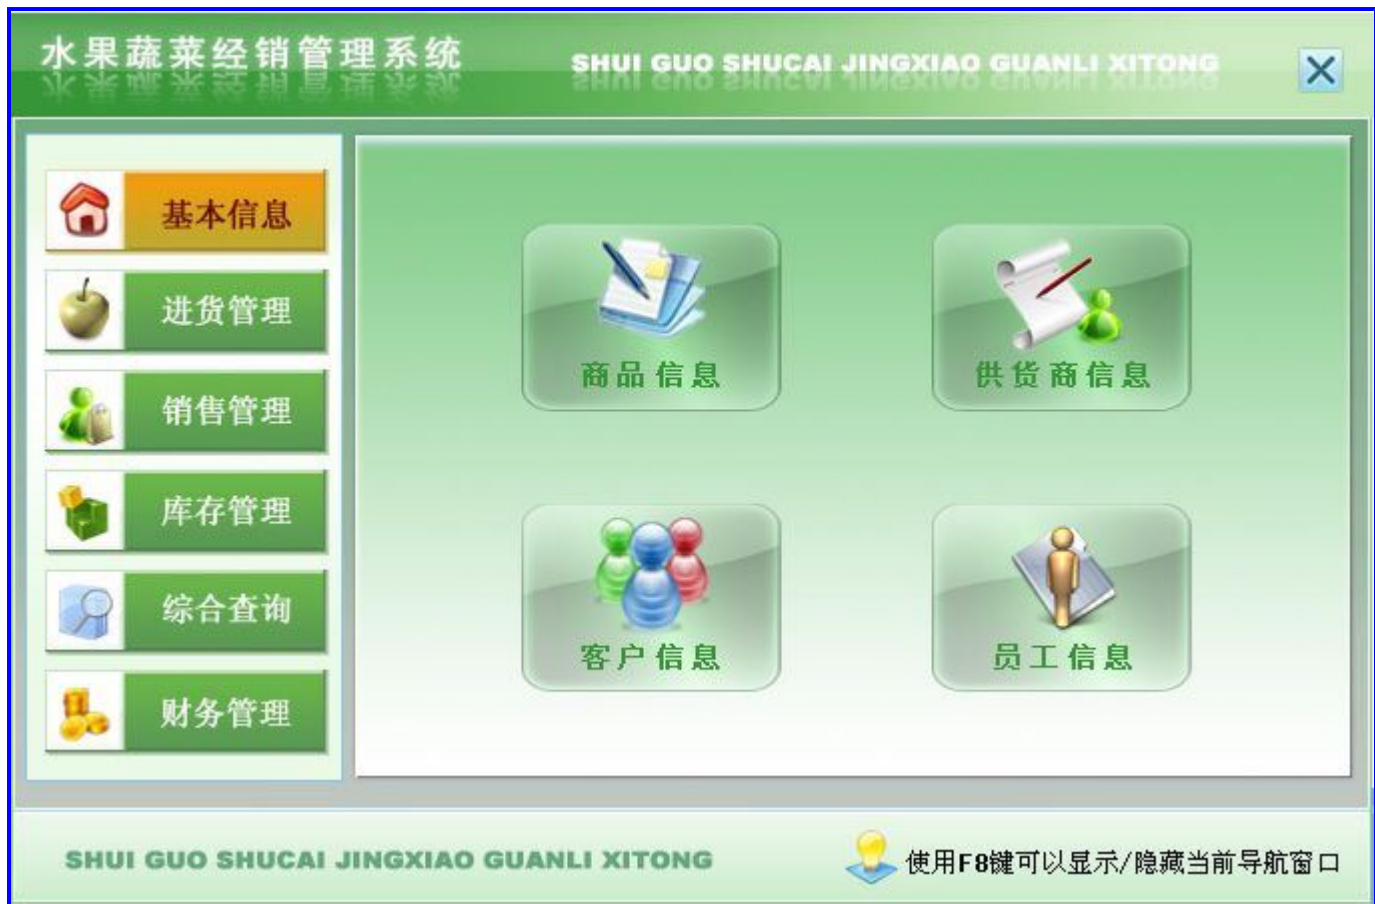 水果蔬菜经销管理系统
SHUI GUO SHUCAI JINGXIAO GUANLI XITONG
基本信息
进货管理
销售管理
库存管理
综合查询
财务管理
商品信息
供货商信息
客户信息
员工信息
SHUI GUO SHUCAI JINGXIAO GUANLI XITONG
使用F8键可以显示/隐藏当前导航窗口